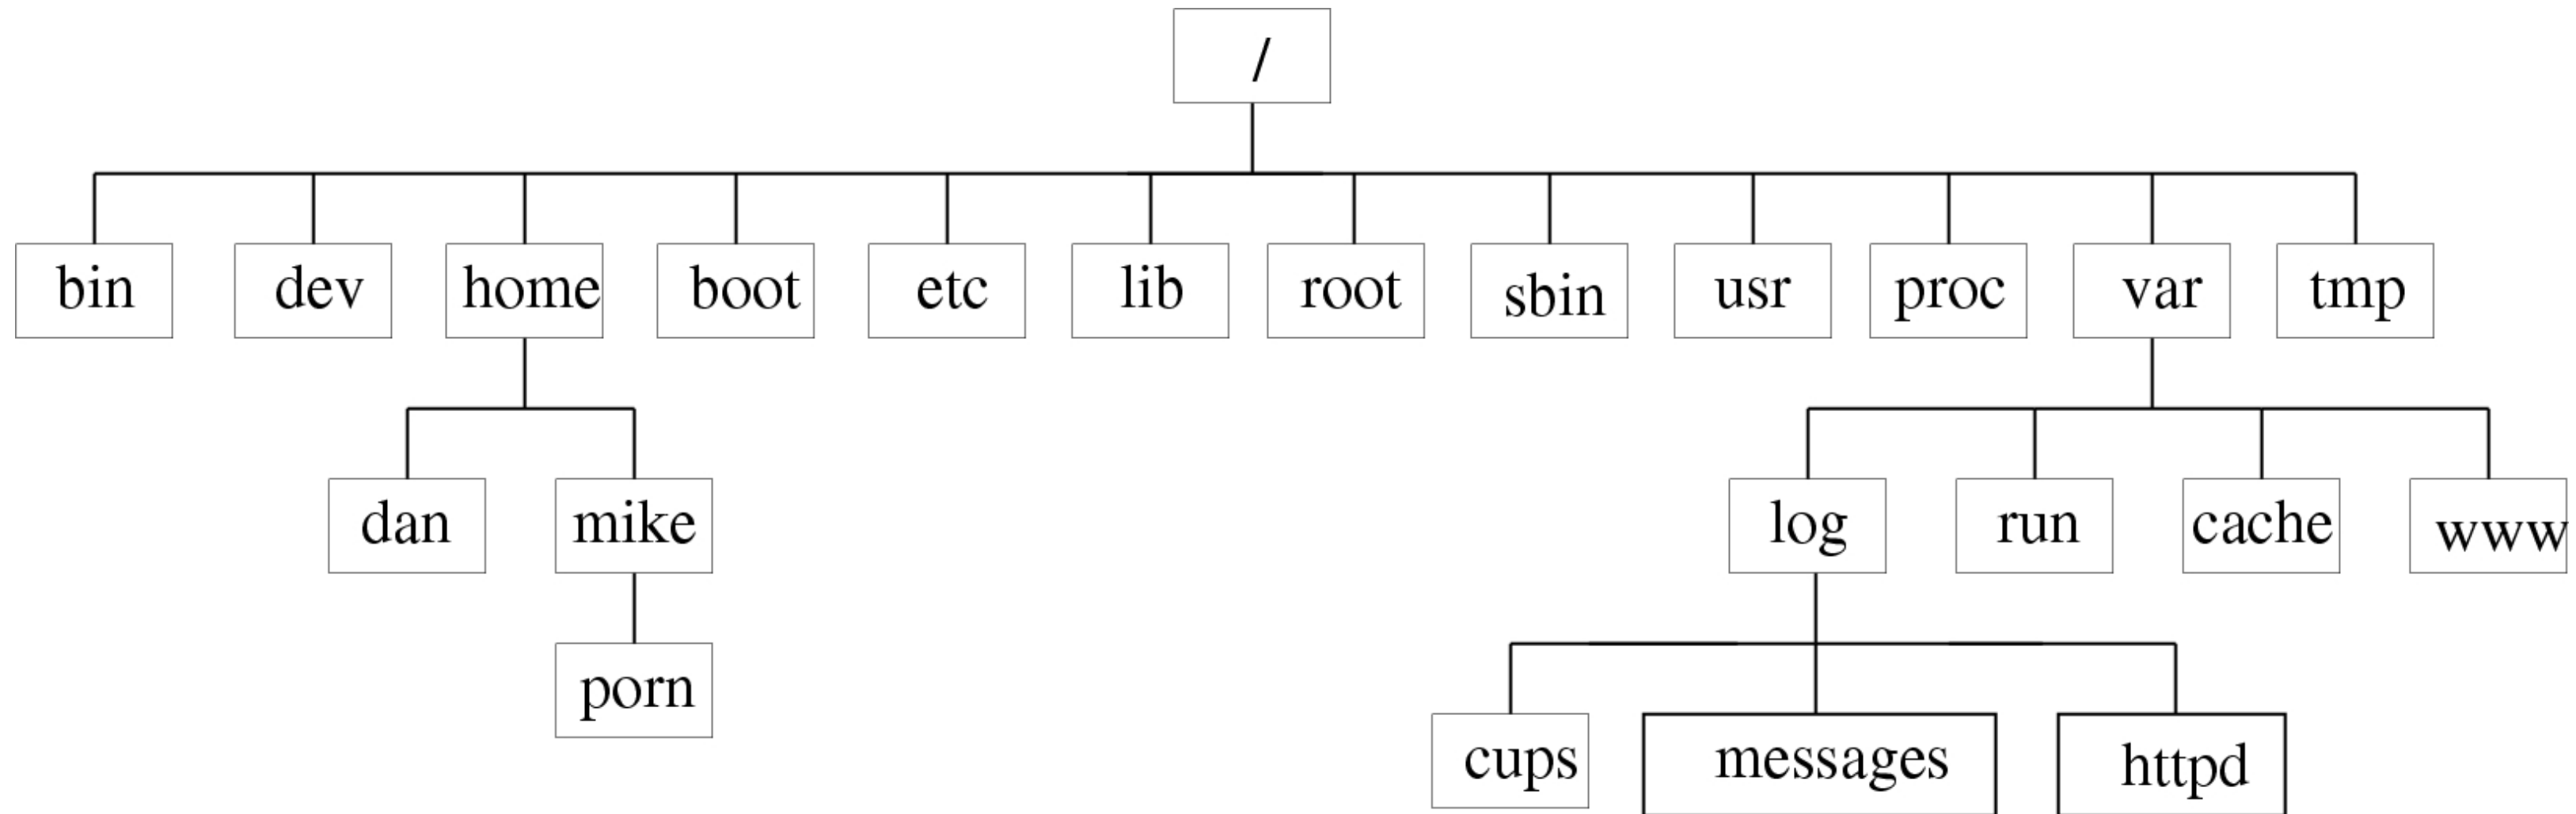 /
bin dev home boot etc lib root sbin usr proc var tmp
dan mike log run cache www
porn
cups messages httpd